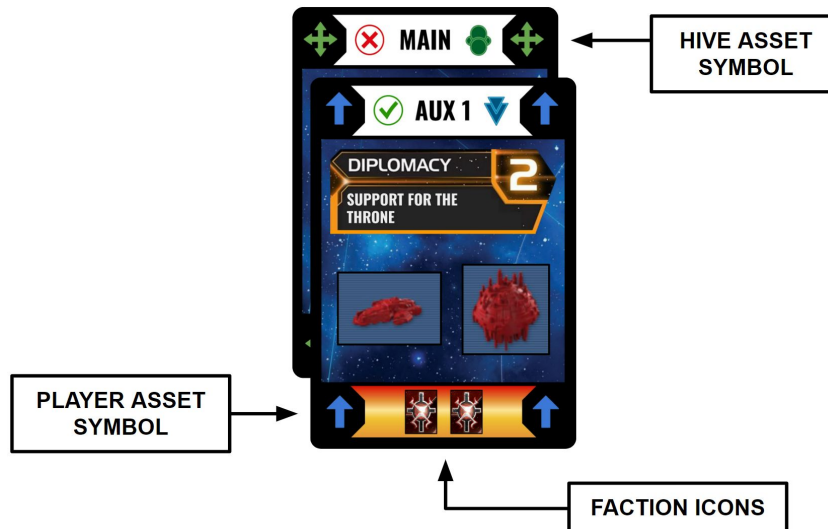 MAIN
HIVE ASSET
SYMBOL
AUX 1
DIPLOMACY
2
SUPPORT FOR THE
THRONE
PLAYER ASSET
SYMBOL
FACTION ICONS